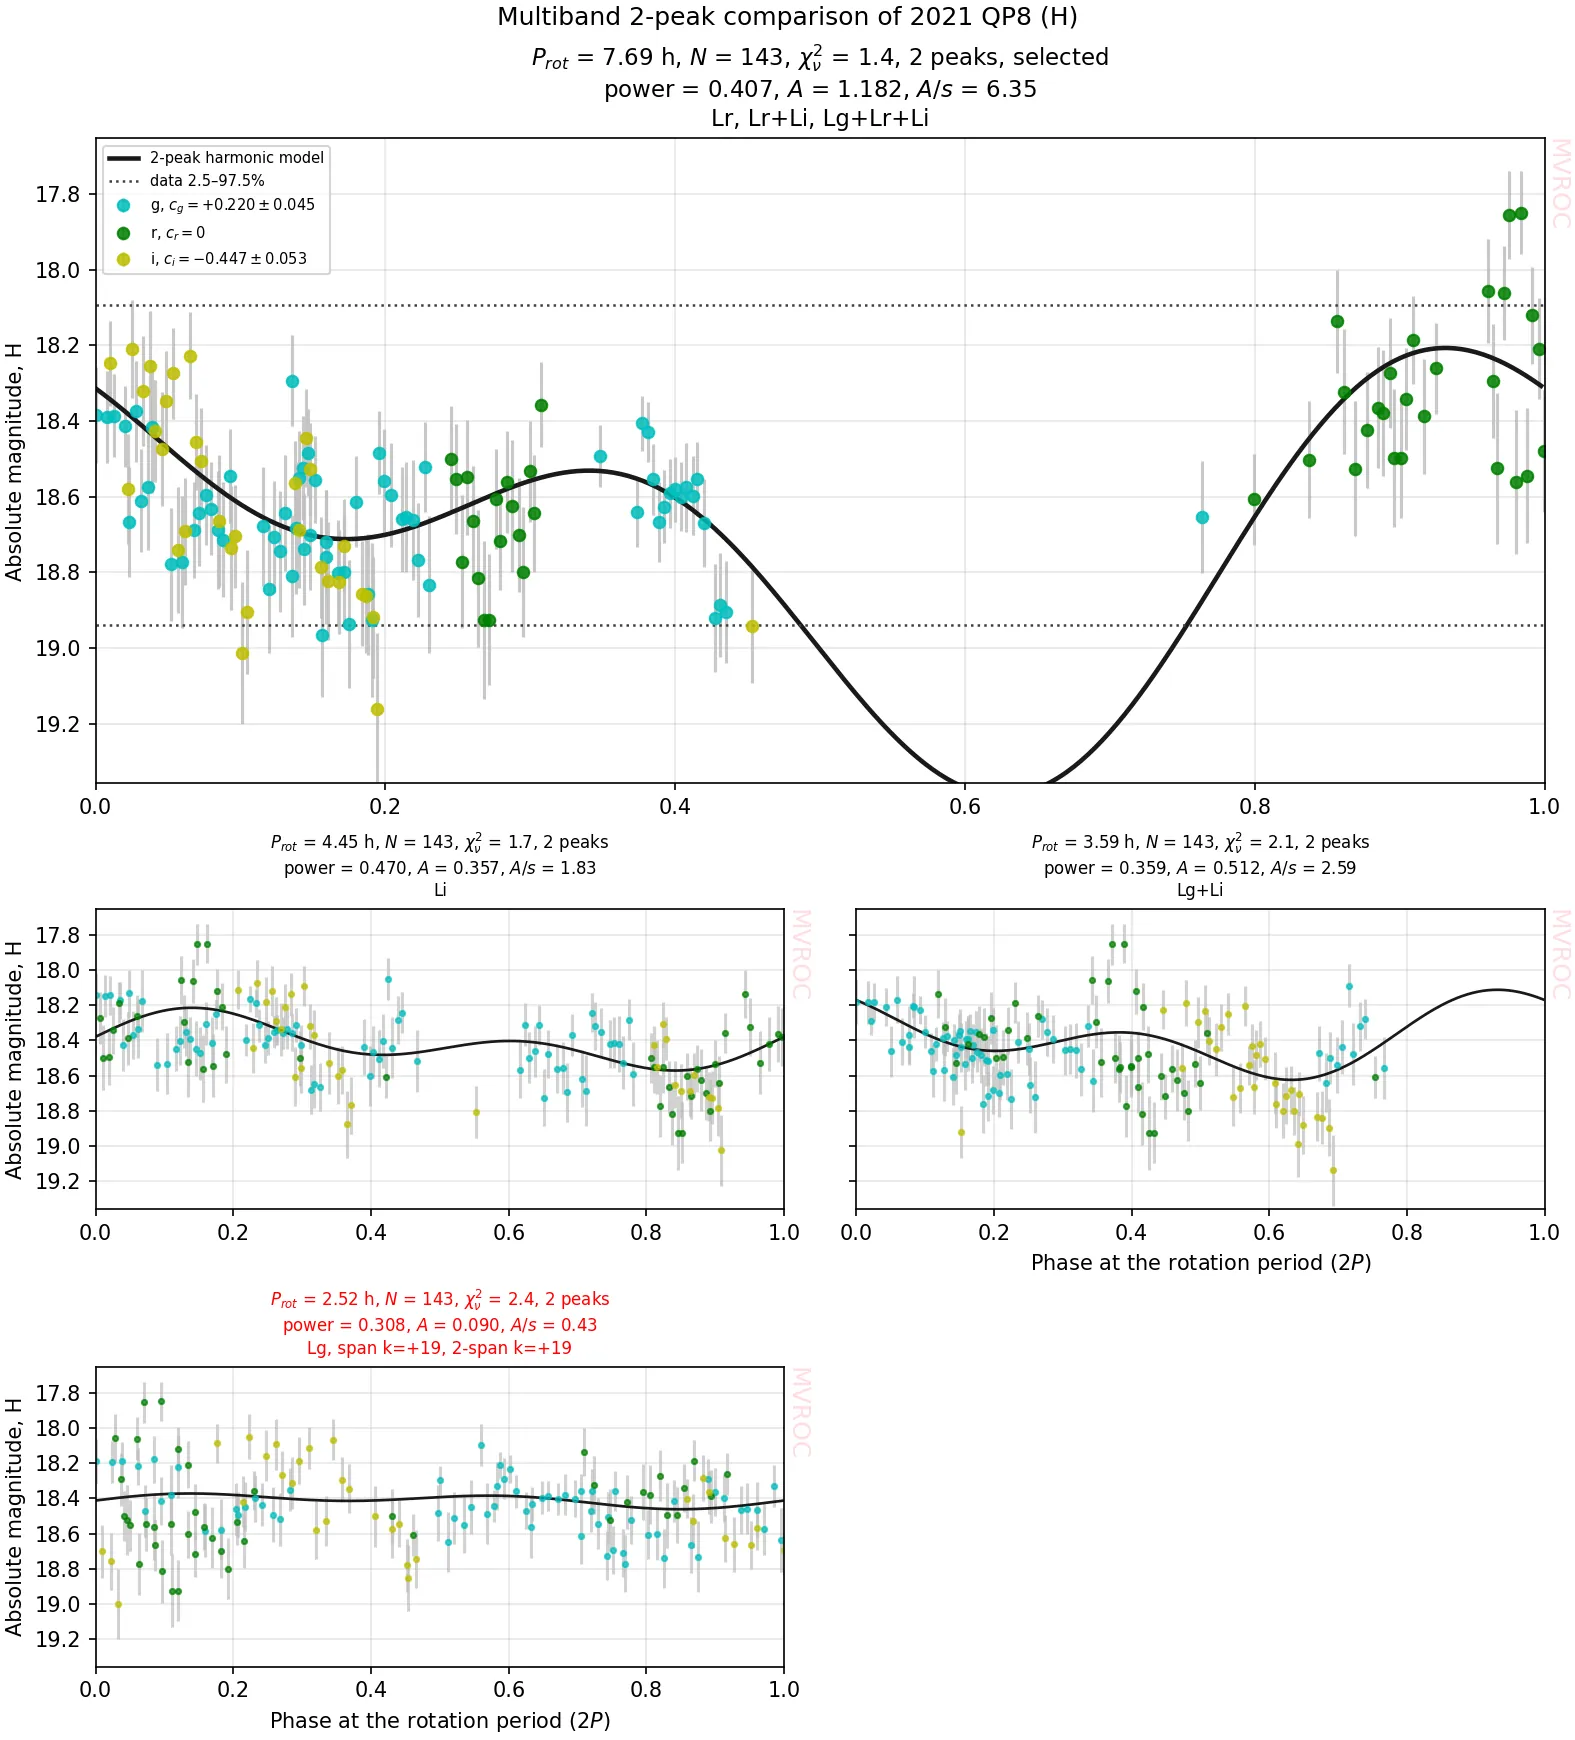 Multiband 2-peak comparison of 2021 QP8 (H)
P_rot = 7.69 h, N = 143, χ²_ν = 1.4, 2 peaks, selected
power = 0.407, A = 1.182, A/s = 6.35
Lr, Lr+Li, Lg+Lr+Li
2-peak harmonic model
data 2.5–97.5%
g, c_g = +0.220 ± 0.045
r, c_r = 0
i, c_i = −0.447 ± 0.053
MVROC
Absolute magnitude, H
17.8
18.0
18.2
18.4
18.6
18.8
19.0
19.2
0.0 0.2 0.4 0.6 0.8 1.0
P_rot = 4.45 h, N = 143, χ²_ν = 1.7, 2 peaks
power = 0.470, A = 0.357, A/s = 1.83
Li
MVROC
Absolute magnitude, H
17.8
18.0
18.2
18.4
18.6
18.8
19.0
19.2
0.0 0.2 0.4 0.6 0.8 1.0
P_rot = 3.59 h, N = 143, χ²_ν = 2.1, 2 peaks
power = 0.359, A = 0.512, A/s = 2.59
Lg+Li
MVROC
0.0 0.2 0.4 0.6 0.8 1.0
Phase at the rotation period (2P)
P_rot = 2.52 h, N = 143, χ²_ν = 2.4, 2 peaks
power = 0.308, A = 0.090, A/s = 0.43
Lg, span k=+19, 2-span k=+19
MVROC
Absolute magnitude, H
17.8
18.0
18.2
18.4
18.6
18.8
19.0
19.2
0.0 0.2 0.4 0.6 0.8 1.0
Phase at the rotation period (2P)